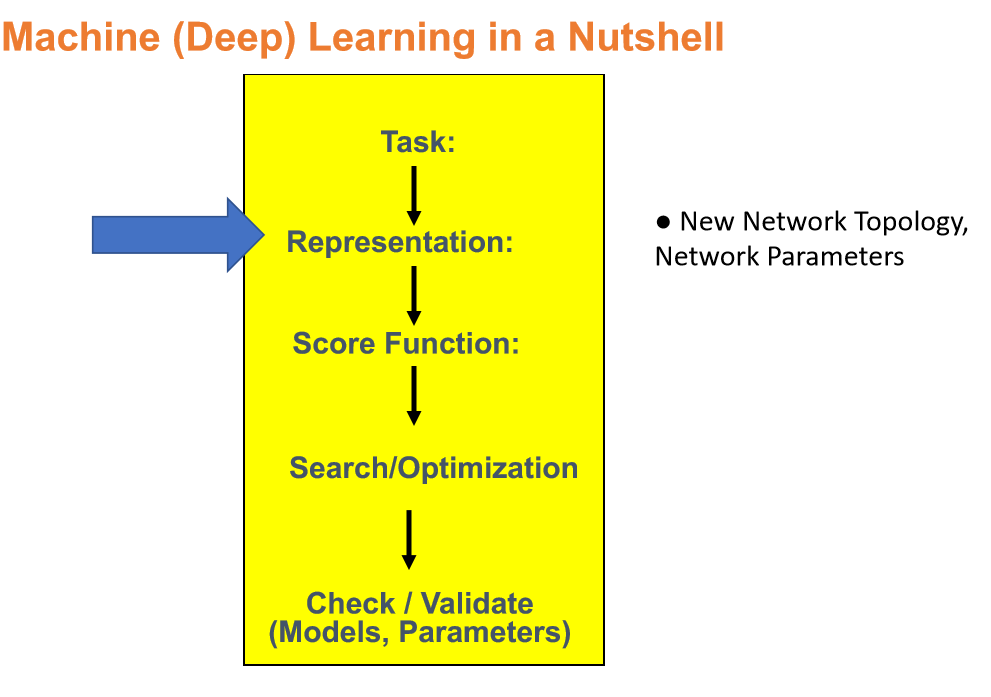 Machine (Deep) Learning in a Nutshell
Task:
Representation:
● New Network Topology,
Network Parameters
Score Function:
Search/Optimization
Check / Validate
(Models, Parameters)